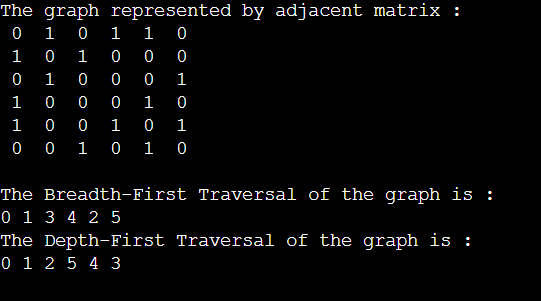 The graph represented by adjacent matrix :
0 1 0 1 1 0
1 0 1 0 0 0
0 1 0 0 0 1
1 0 0 0 1 0
1 0 0 1 0 1
0 0 1 0 1 0
The Breadth-First Traversal of the graph is :
0 1 3 4 2 5
The Depth-First Traversal of the graph is :
0 1 2 5 4 3